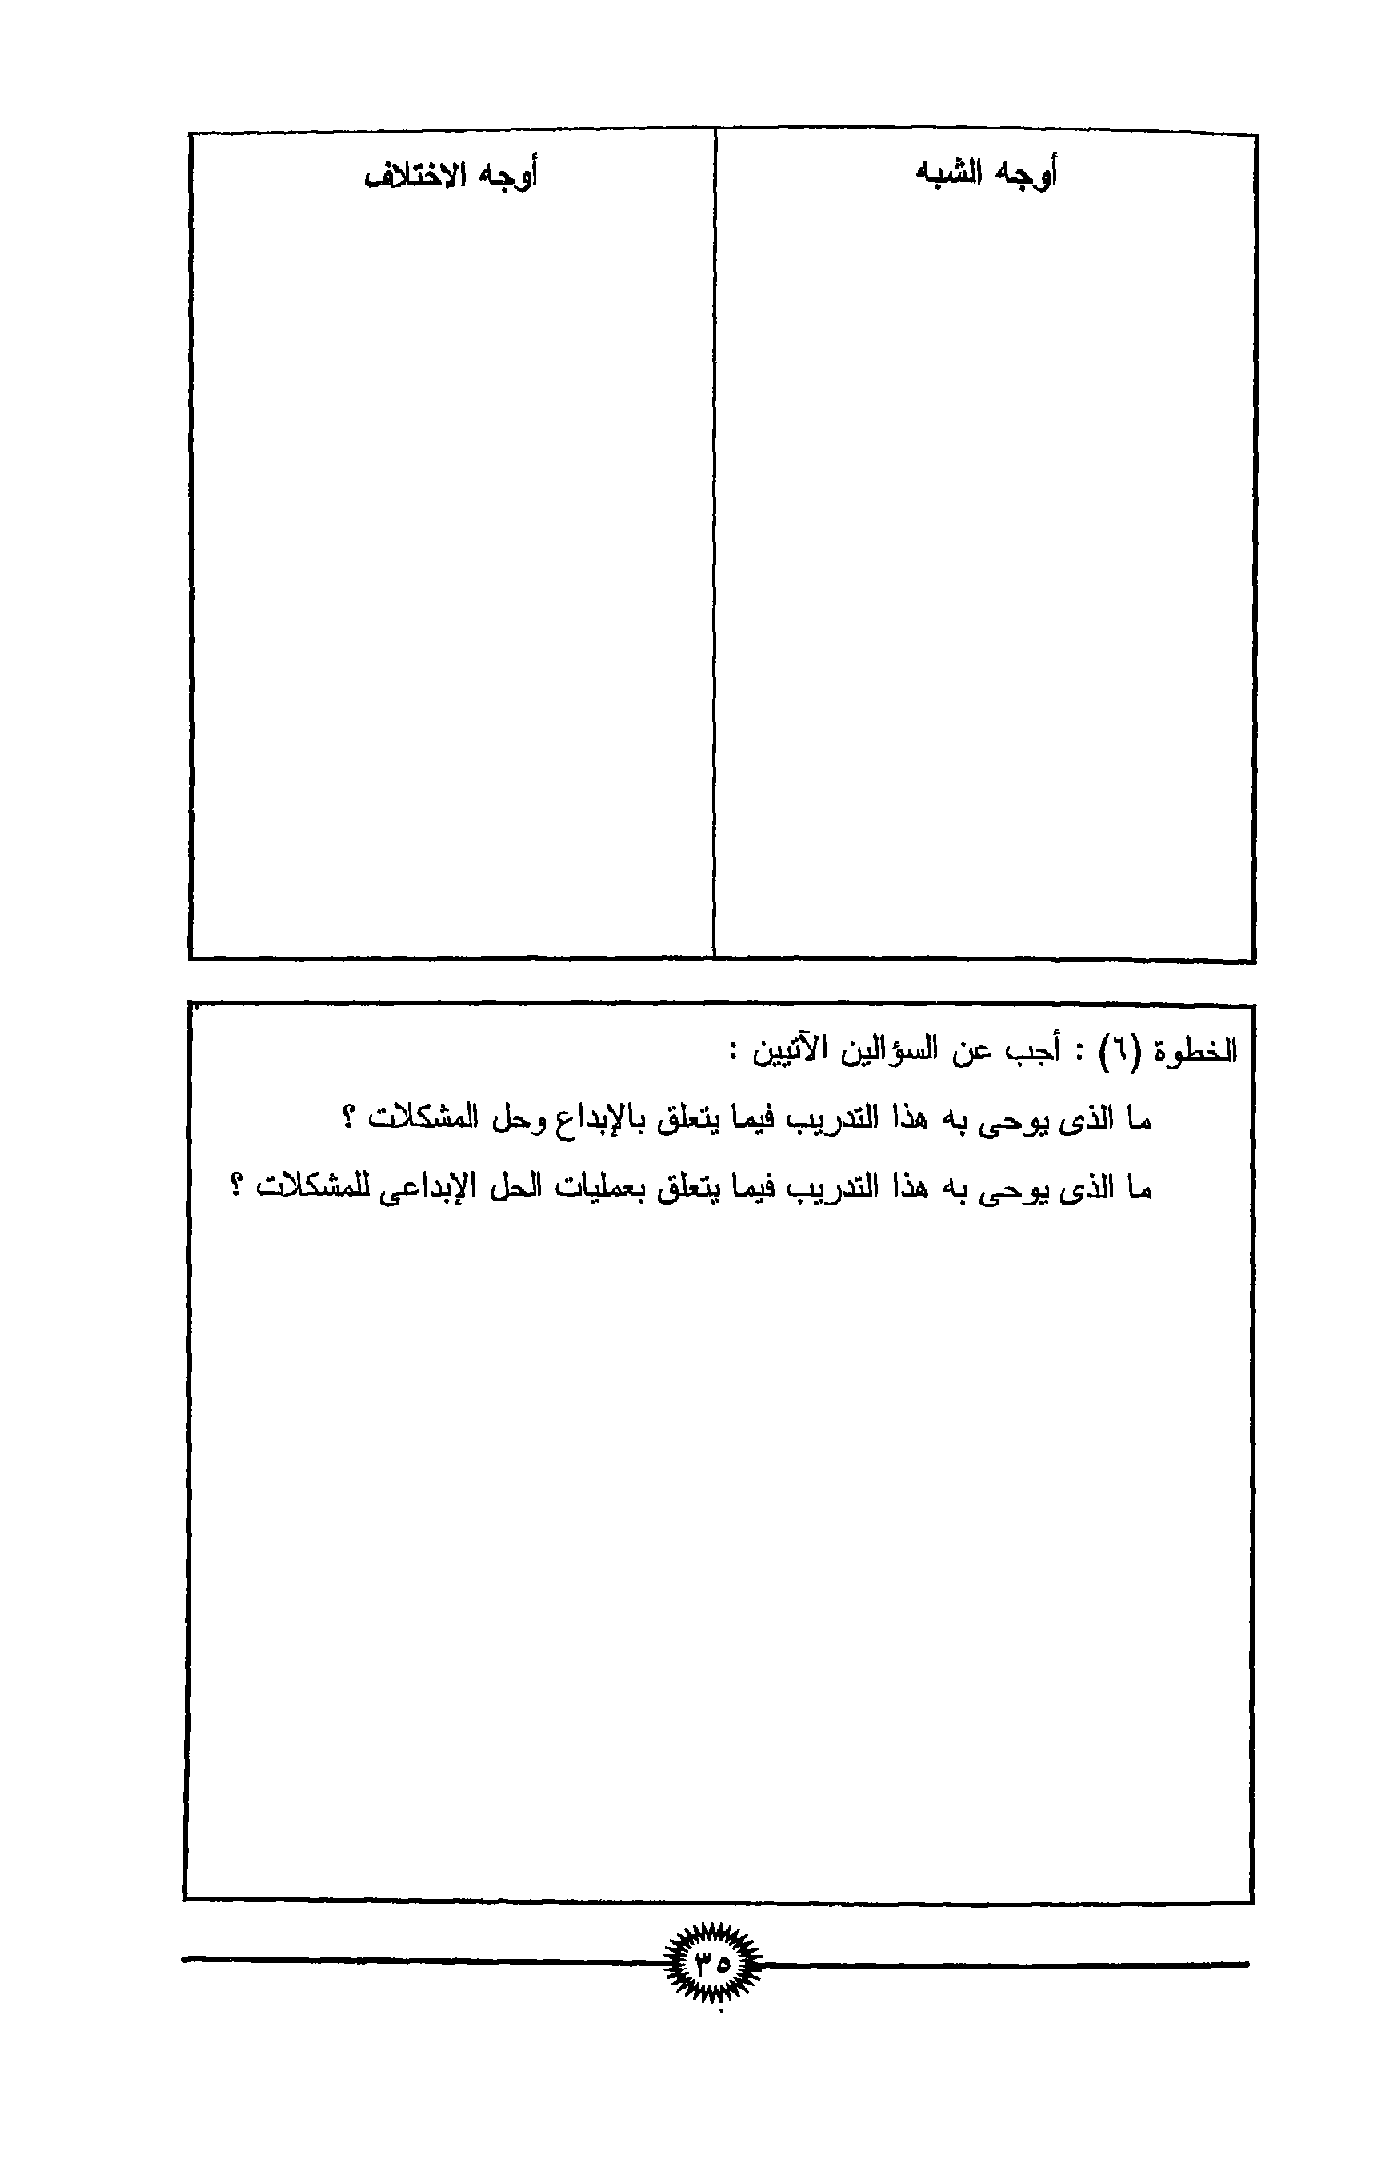 أوجه الشبه
أوجه الاختلاف
الخطوة (٦) : أجب عن السؤالين الآتيين :
ما الذى يوحى به هذا التدريب فيما يتعلق بالإبداع وحل المشكلات ؟
ما الذى يوحى به هذا التدريب فيما يتعلق بعمليات الحل الإبداعى للمشكلات ؟
٣٥